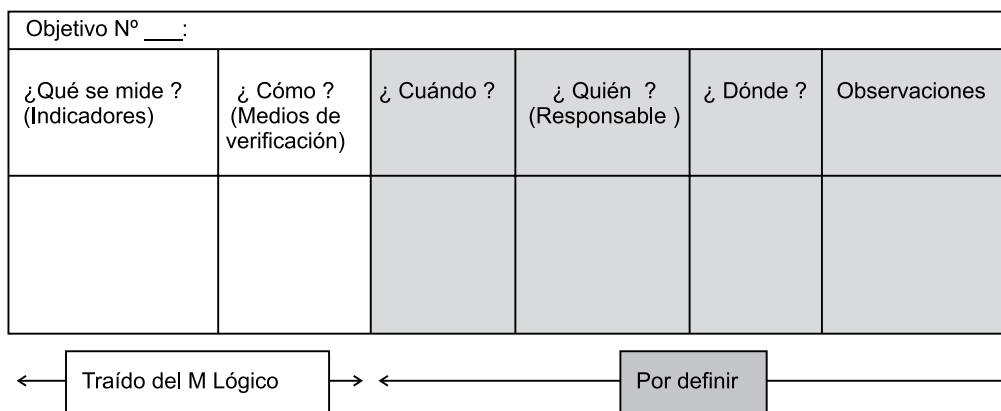 Objetivo Nº ___:
¿Qué se mide ?
(Indicadores)
¿ Cómo ?
(Medios de
verificación)
¿ Cuándo ?
¿ Quién ?
(Responsable )
¿ Dónde ?
Observaciones
Traído del M Lógico
Por definir